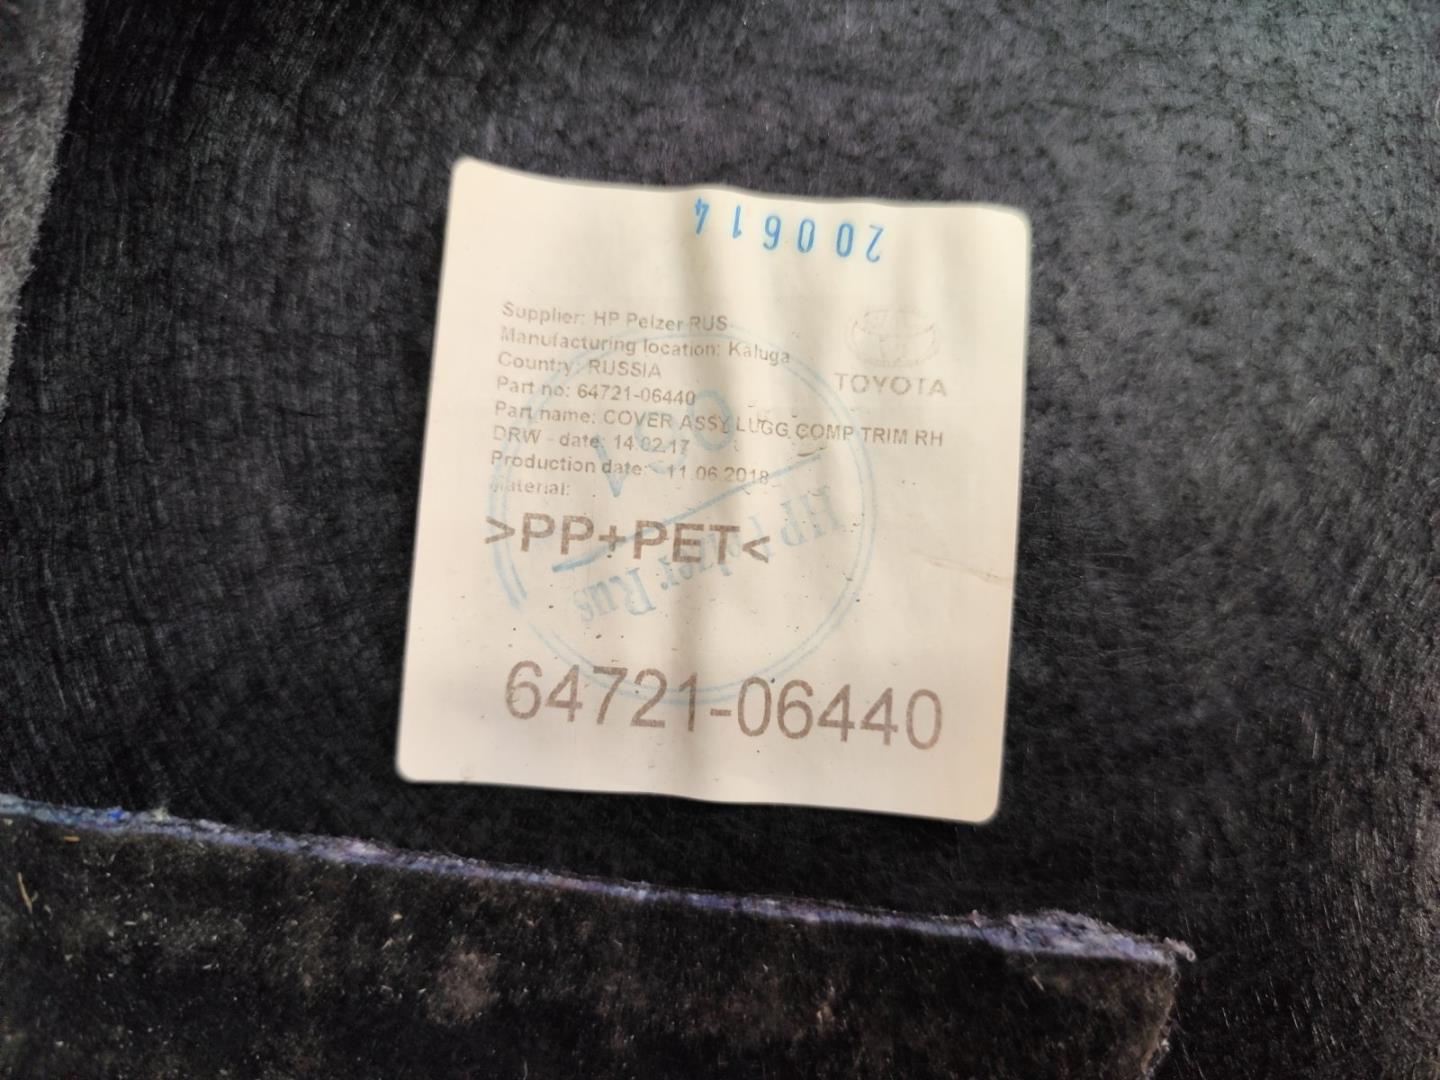 200614
Supplier: HP Pelzer RUS
Manufacturing location: Kaluga
Country: RUSSIA
Part no: 64721-06440
Part name: COVER ASSY, LUGG COMP TRIM RH
DRW - date: 14.02.17
Production date: 11.06.2018
Material:
TOYOTA
>PP+PET<
HP Pelzer Rus
64721-06440